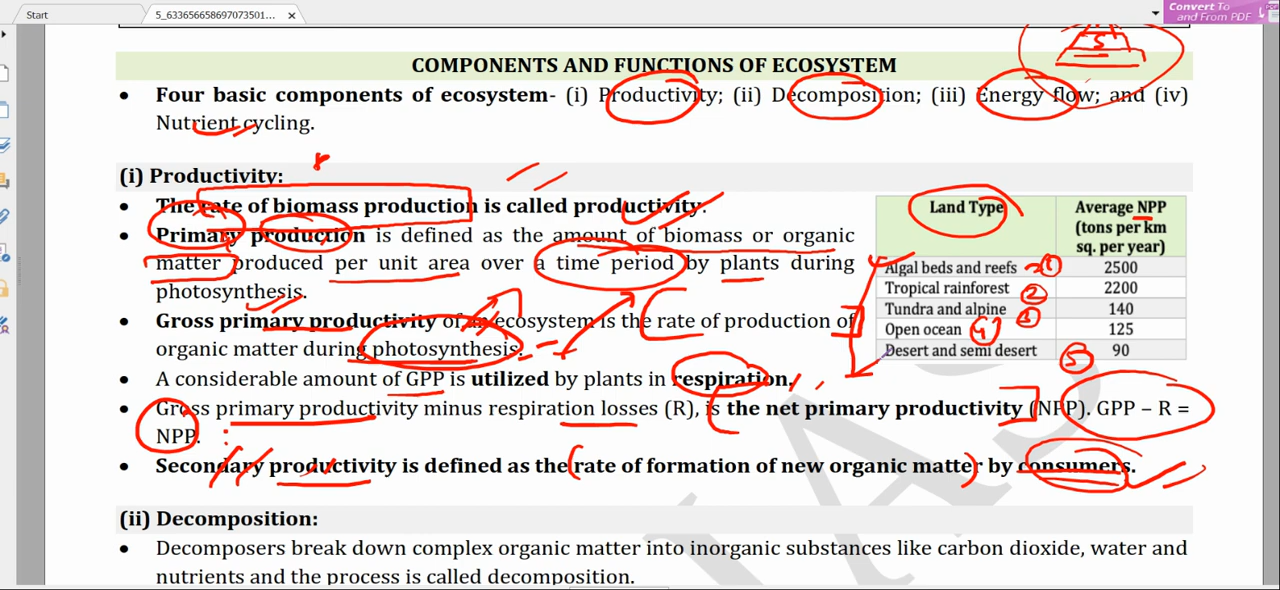 Start
5_633656658697073501...
Convert To
and From PDF
5
COMPONENTS AND FUNCTIONS OF ECOSYSTEM
• Four basic components of ecosystem- (i) Productivity; (ii) Decomposition; (iii) Energy flow; and (iv)
Nutrient cycling.
(i) Productivity:
• The rate of biomass production is called productivity.
• Primary production is defined as the amount of biomass or organic
matter produced per unit area over a time period by plants during
photosynthesis.
• Gross primary productivity of an ecosystem is the rate of production of
organic matter during photosynthesis.
Land Type Average NPP
(tons per km
sq. per year)
Algal beds and reefs 1 2500
Tropical rainforest 2 2200
Tundra and alpine 3 140
Open ocean 4 125
Desert and semi desert 5 90
• A considerable amount of GPP is utilized by plants in respiration.
• Gross primary productivity minus respiration losses (R), is the net primary productivity (NPP). GPP – R =
NPP.
• Secondary productivity is defined as the rate of formation of new organic matter by consumers.
(ii) Decomposition:
• Decomposers break down complex organic matter into inorganic substances like carbon dioxide, water and
nutrients and the process is called decomposition.